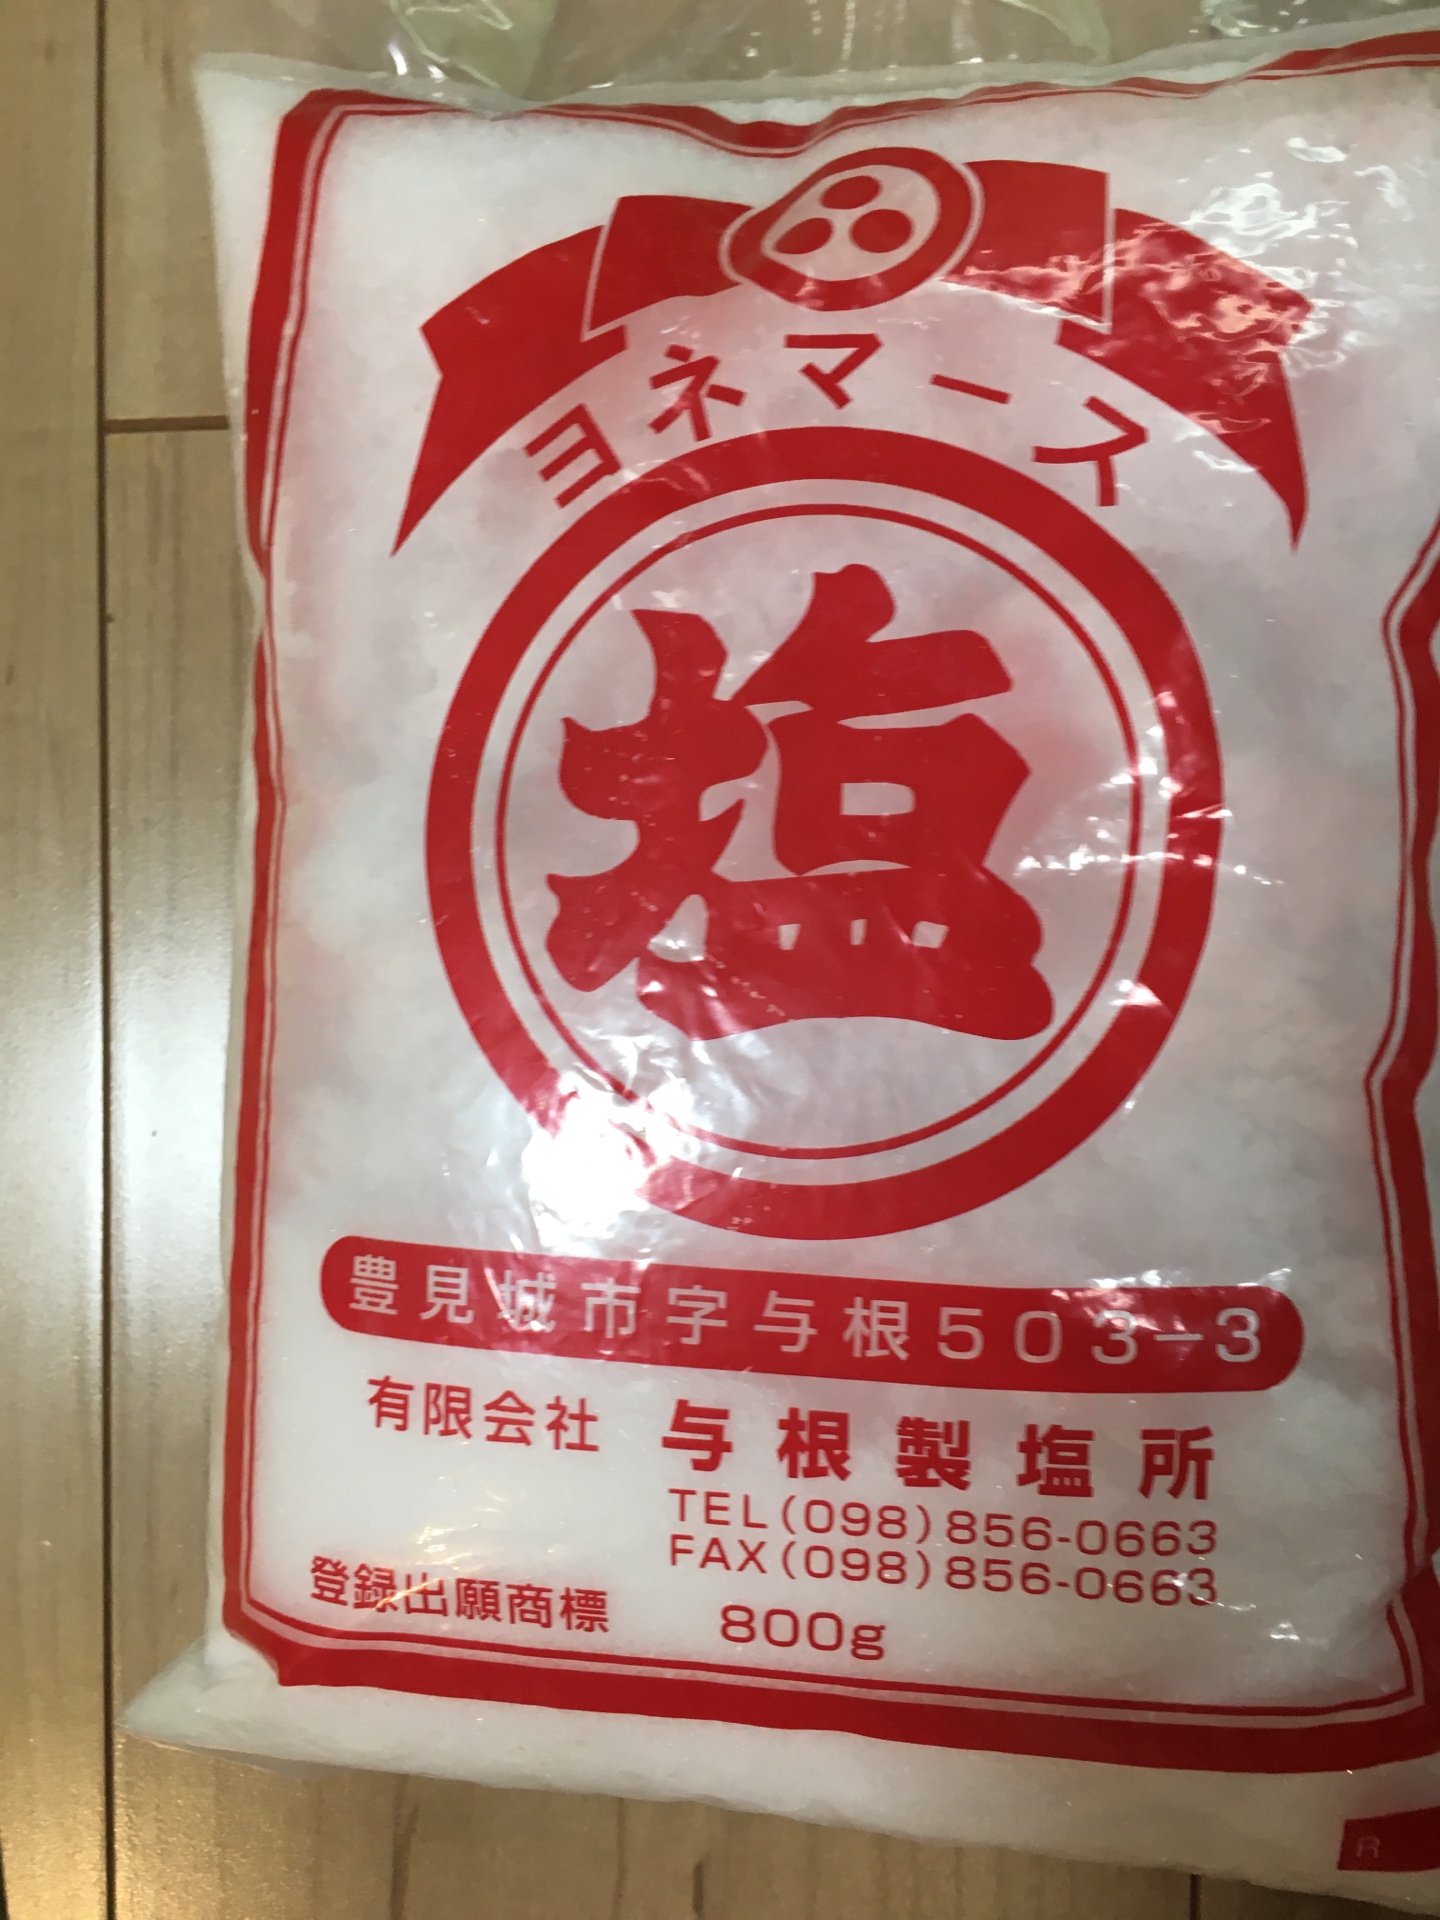 ヨネマース
塩
豊見城市字与根503-3
有限会社 与根製塩所
TEL(098)856-0663
FAX(098)856-0663
登録出願商標 800g
R